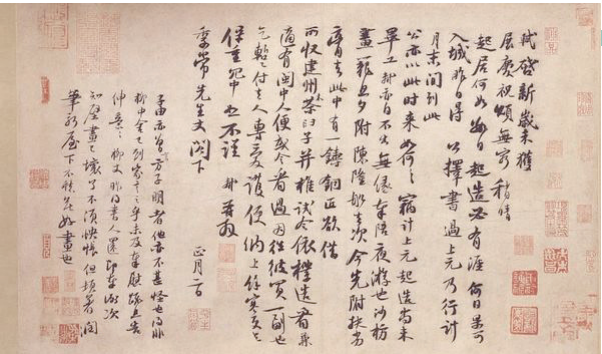 軾啓新歲未獲
展慶祝頌無窮稍晴
起居何如數日起造必有涯何日果可
入城昨日得公擇書過上元乃行計
月末間到此
公亦以此時來如何々竊計上元起造尚未
畢工軾亦自不出無緣奉陪夜遊也沙枋
畫籠旦夕附陳隆船去次今先附扶劣
膏去此中有一鑄銅匠欲借
所收建州木茶臼子并椎試令依樣造看兼
適有閩中人便或令看過因往彼買一副也
乞暫付去人專愛護便納上餘寒更乞
保重冗中恕不謹軾再拜
季常先生丈閣下
正月二日
子由亦曾言方子明者他亦不甚怪也得非
柳中舍已到家言之乎未及奉慰疏且告
伸意々柳丈昨得書人還即奉謝次
知壁畫已壞了不須怏悵但頓着潤
筆新屋下不愁無好畫也